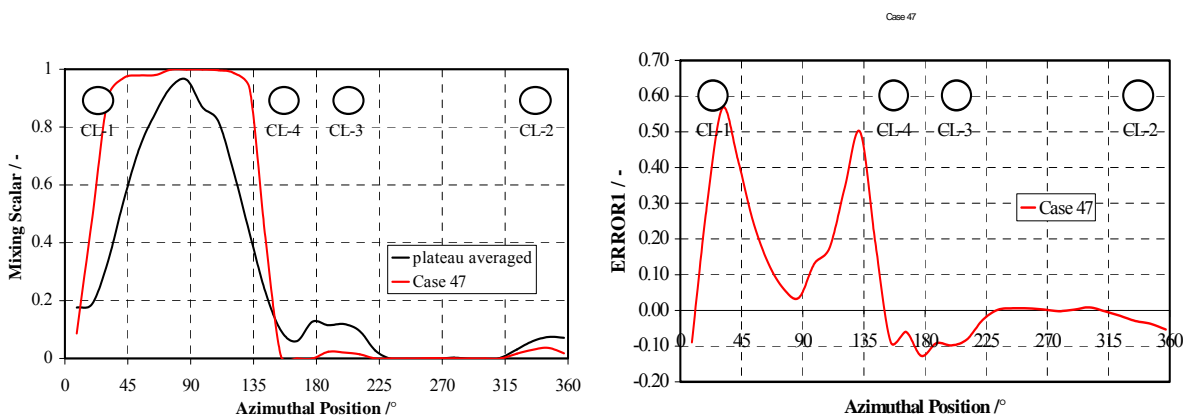 Case 47
Mixing Scalar / -
1
0.8
0.6
0.4
0.2
0
0 45 90 135 180 225 270 315 360
Azimuthal Position /°
CL-1 CL-4 CL-3 CL-2
plateau averaged
Case 47
ERROR1 / -
0.70
0.60
0.50
0.40
0.30
0.20
0.10
0.00
-0.10
-0.20
0 45 90 135 180 225 270 315 360
Azimuthal Position /°
CL-1 CL-4 CL-3 CL-2
Case 47